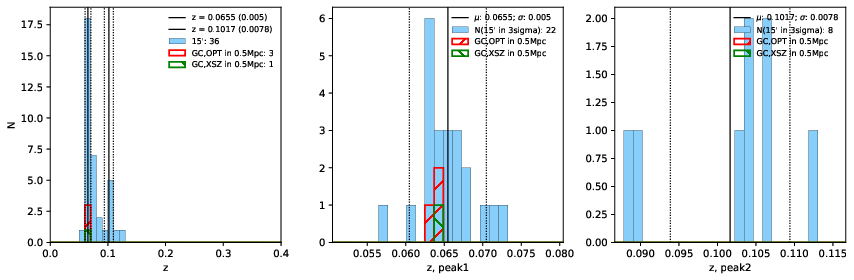 z = 0.0655 (0.005)
z = 0.1017 (0.0078)
15': 36
GC,OPT in 0.5Mpc: 3
GC,XSZ in 0.5Mpc: 1
17.5
15.0
12.5
10.0
7.5
5.0
2.5
0.0
N
0.0 0.1 0.2 0.3 0.4
z
μ: 0.0655; σ: 0.005
N(15' in 3sigma): 22
GC,OPT in 0.5Mpc
GC,XSZ in 0.5Mpc
6
5
4
3
2
1
0
0.055 0.060 0.065 0.070 0.075 0.080
z, peak1
μ: 0.1017; σ: 0.0078
N(15' in 3sigma): 8
GC,OPT in 0.5Mpc
GC,XSZ in 0.5Mpc
2.00
1.75
1.50
1.25
1.00
0.75
0.50
0.25
0.00
0.090 0.095 0.100 0.105 0.110 0.115
z, peak2